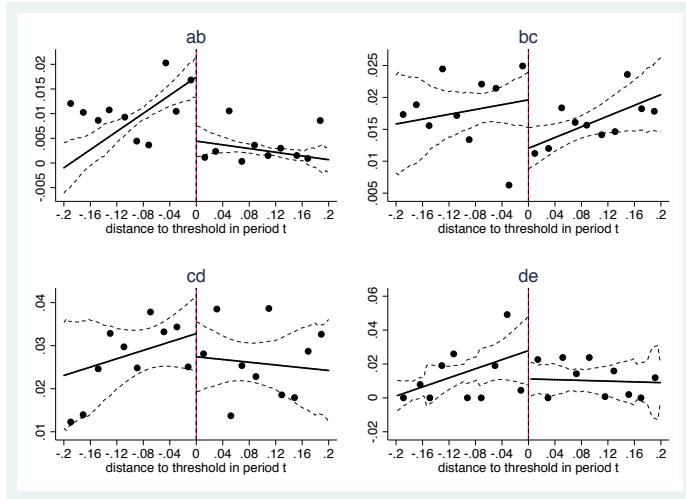 ab
-.005 0 .005 .01 .015 .02
-.2 -.16 -.12 -.08 -.04 0 .04 .08 .12 .16 .2
distance to threshold in period t
bc
.005 .015 .025
-.2 -.16 -.12 -.08 -.04 0 .04 .08 .12 .16 .2
distance to threshold in period t
cd
.01 .02 .03 .04
-.2 -.16 -.12 -.08 -.04 0 .04 .08 .12 .16 .2
distance to threshold in period t
de
-.02 0 .02 .04 .06
-.2 -.16 -.12 -.08 -.04 0 .04 .08 .12 .16 .2
distance to threshold in period t